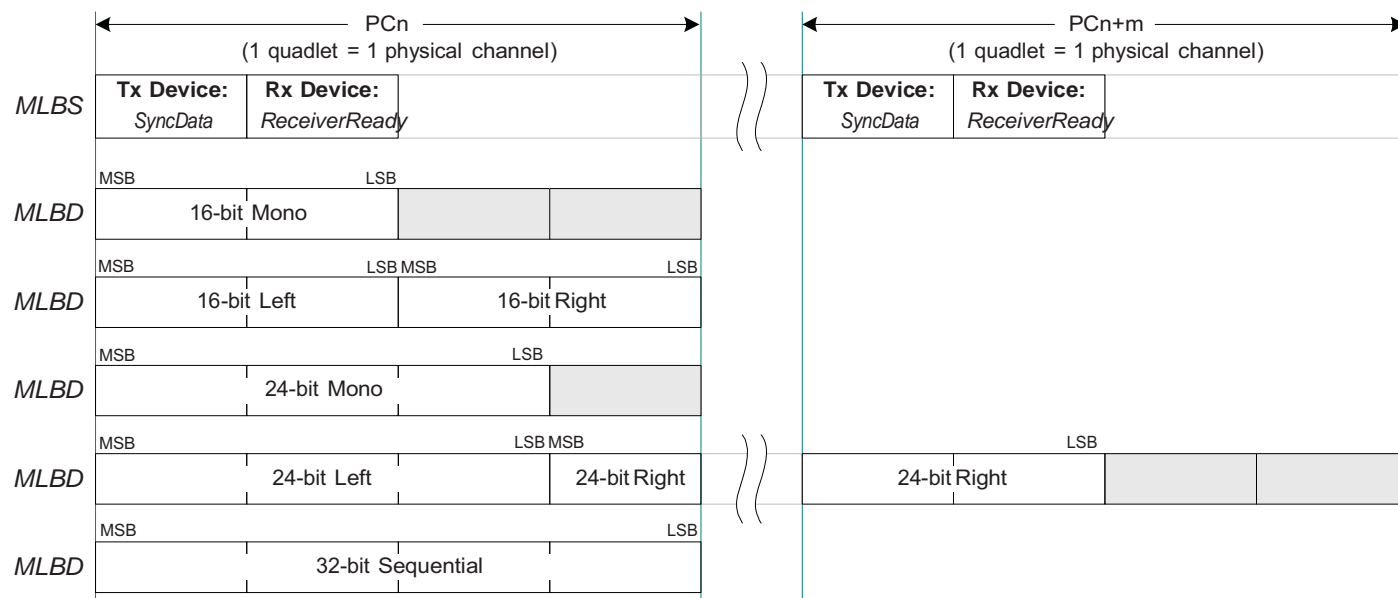 PCn PCn+m
(1 quadlet = 1 physical channel) (1 quadlet = 1 physical channel)
MLBS Tx Device: Rx Device: Tx Device: Rx Device:
SyncData ReceiverReady SyncData ReceiverReady
MSB LSB
MLBD 16-bit Mono
MSB LSB MSB LSB
MLBD 16-bit Left 16-bit Right
MSB LSB
MLBD 24-bit Mono
MSB LSB MSB LSB
MLBD 24-bit Left 24-bit Right 24-bit Right
MSB LSB
MLBD 32-bit Sequential